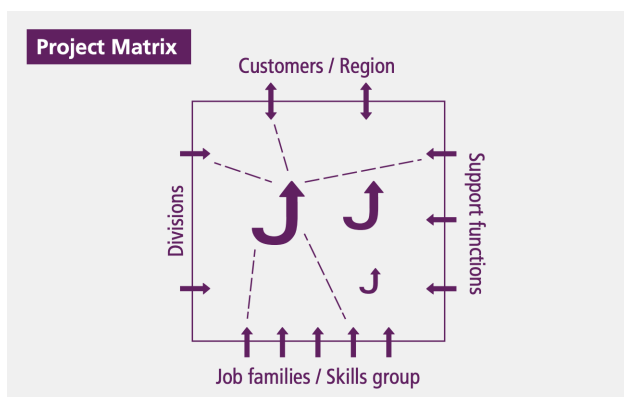 Project Matrix
Customers / Region
Divisions
Support functions
Job families / Skills group